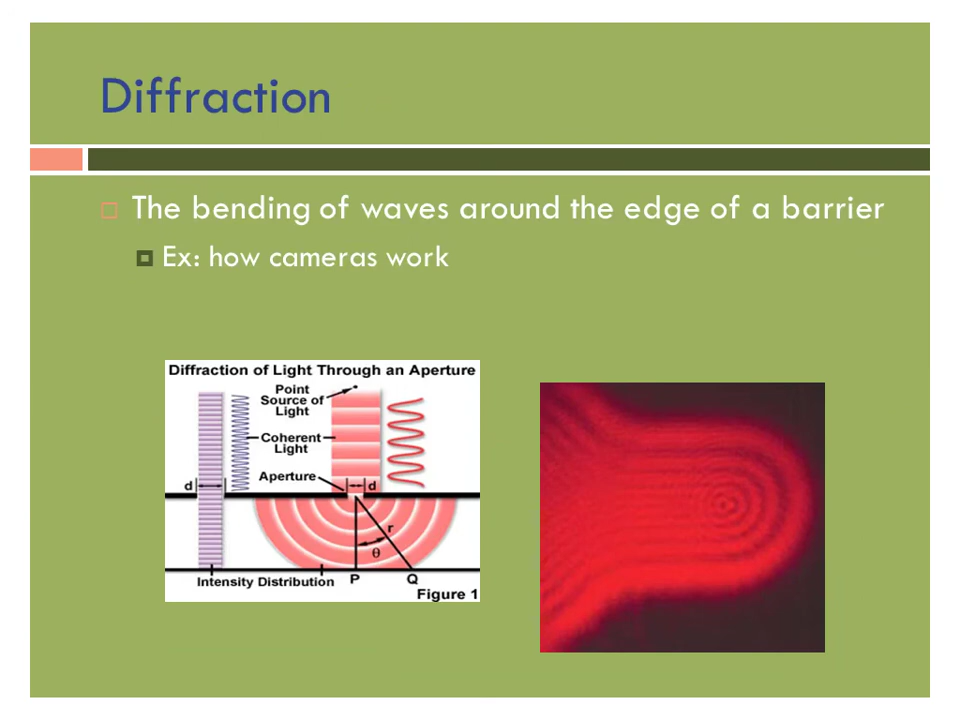 Diffraction
The bending of waves around the edge of a barrier
Ex: how cameras work
Diffraction of Light Through an Aperture
Point
Source of
Light
Coherent
Light
Aperture
d
d
r
θ
Intensity Distribution
P
Q
Figure 1